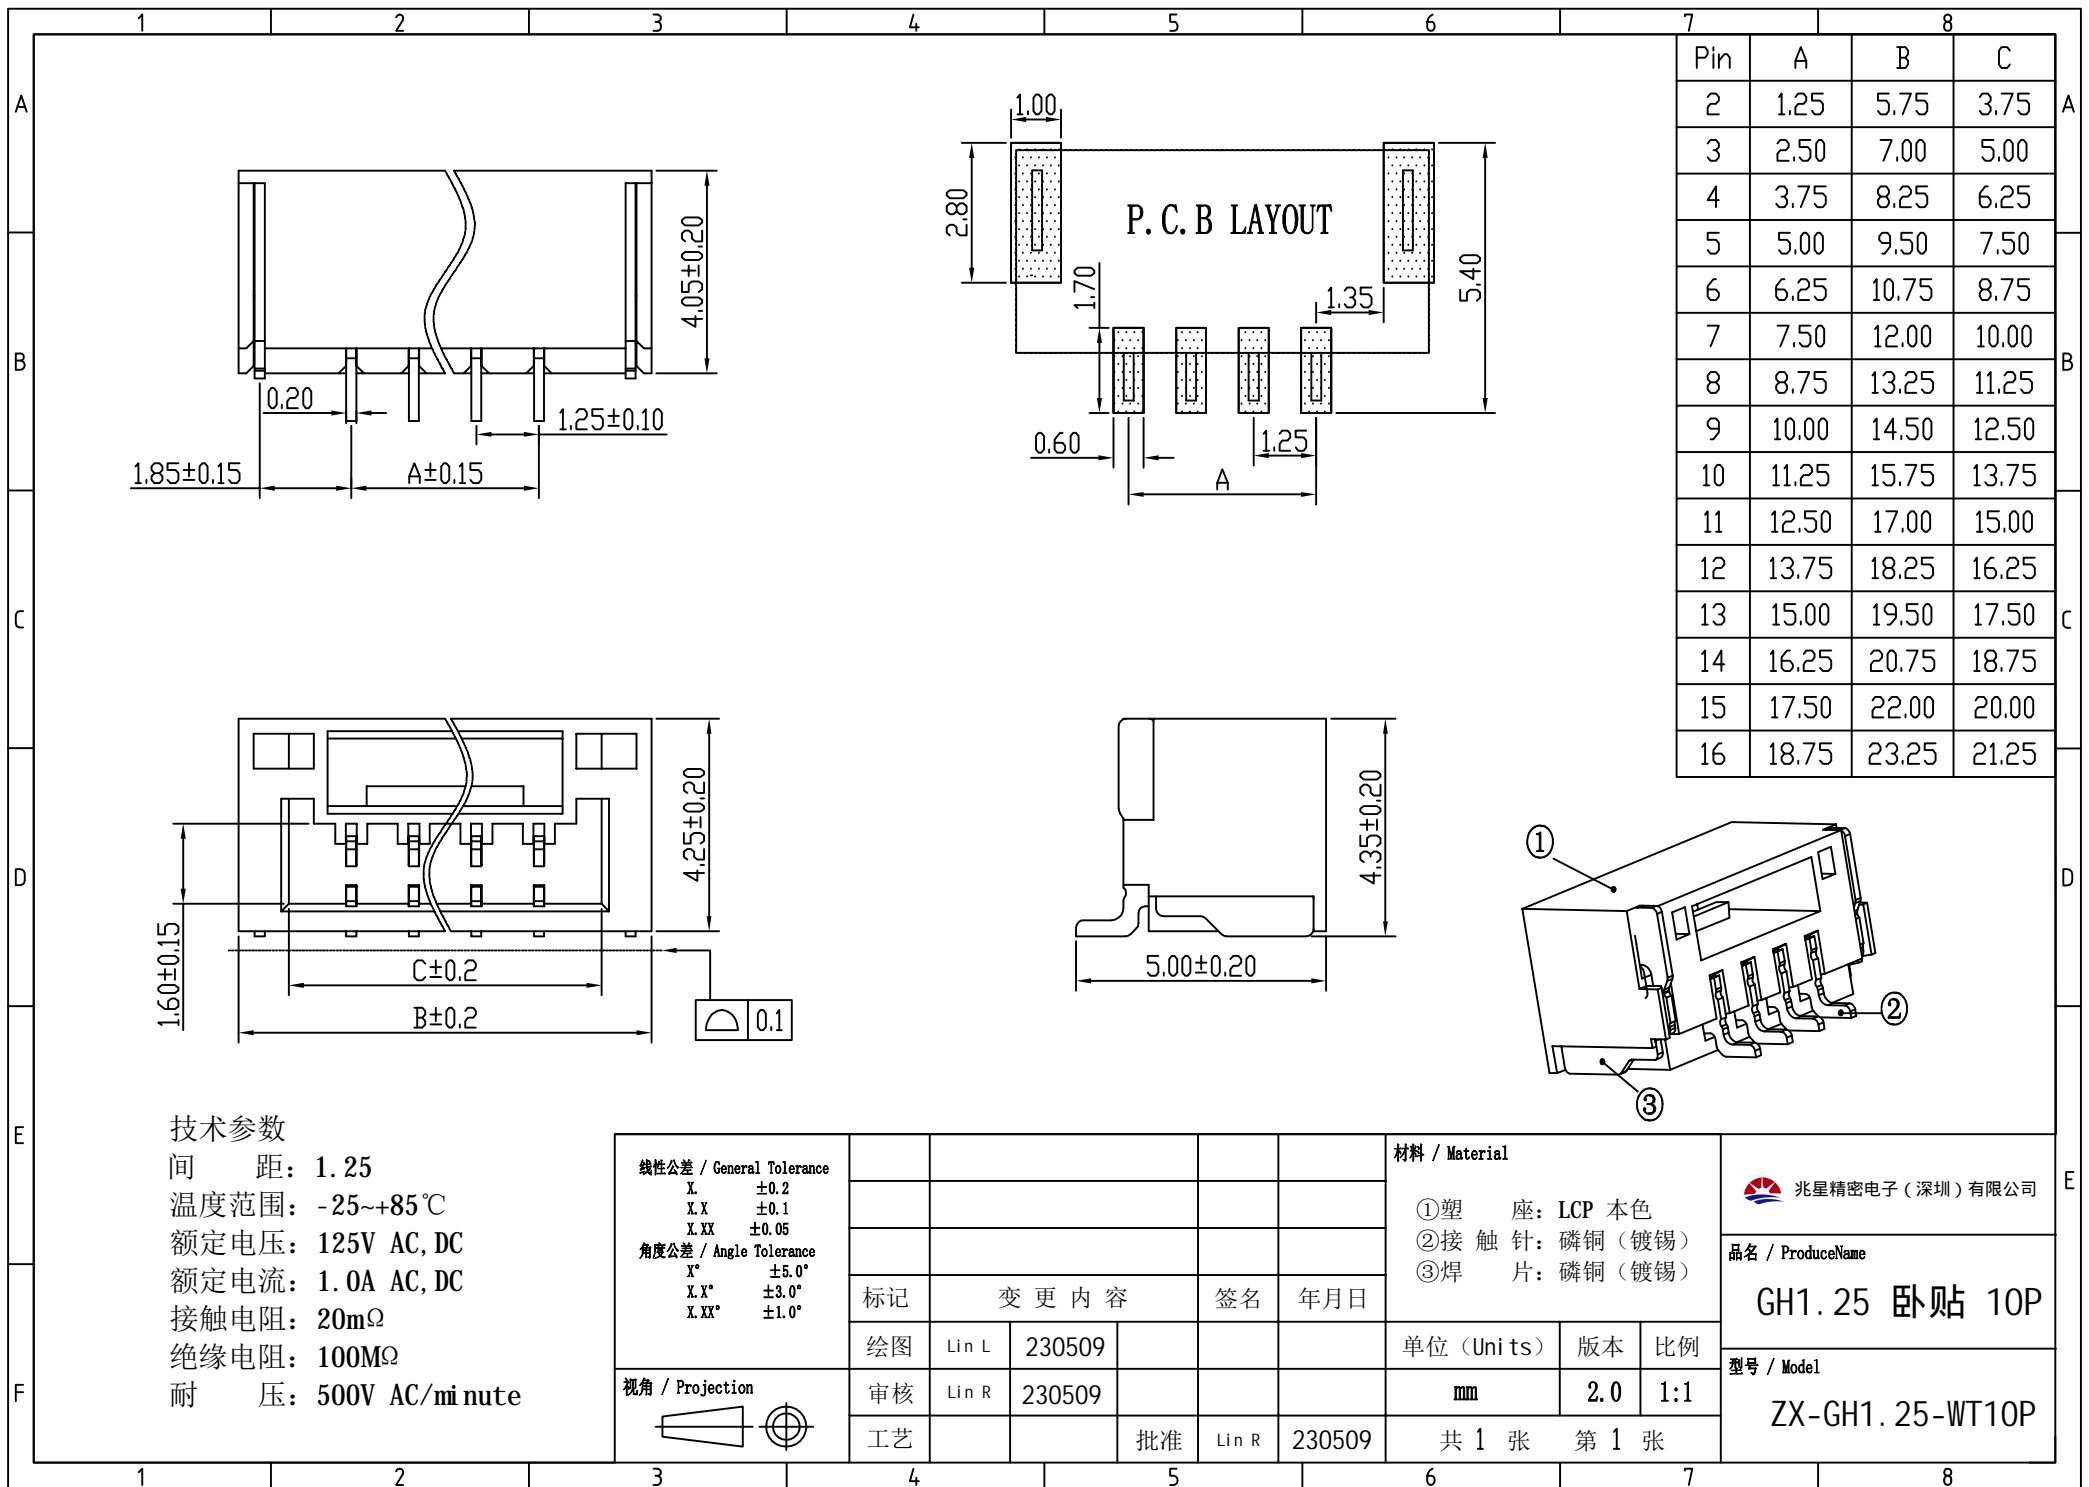 1 2 3 4 5 6 7 8
A
B
C
D
E
F
A
B
C
D
E
Pin A B C
2 1.25 5.75 3.75
3 2.50 7.00 5.00
4 3.75 8.25 6.25
5 5.00 9.50 7.50
6 6.25 10.75 8.75
7 7.50 12.00 10.00
8 8.75 13.25 11.25
9 10.00 14.50 12.50
10 11.25 15.75 13.75
11 12.50 17.00 15.00
12 13.75 18.25 16.25
13 15.00 19.50 17.50
14 16.25 20.75 18.75
15 17.50 22.00 20.00
16 18.75 23.25 21.25
4.05±0.20
0.20
1.25±0.10
1.85±0.15
A±0.15
1.00
2.80
P.C.B LAYOUT
1.70
1.35
5.40
0.60
1.25
A
4.25±0.20
1.60±0.15
C±0.2
B±0.2
0.1
4.35±0.20
5.00±0.20
①
②
③
技术参数
间 距: 1.25
温度范围: -25~+85℃
额定电压: 125V AC,DC
额定电流: 1.0A AC,DC
接触电阻: 20mΩ
绝缘电阻: 100MΩ
耐 压: 500V AC/minute
线性公差 / General Tolerance
X. ±0.2
X.X ±0.1
X.XX ±0.05
角度公差 / Angle Tolerance
X° ±5.0°
X.X° ±3.0°
X.XX° ±1.0°
视角 / Projection
标记 变更内容 签名 年月日
绘图 Lin L 230509
审核 Lin R 230509
工艺 批准 Lin R 230509
材料 / Material
①塑 座: LCP 本色
②接触针: 磷铜（镀锡）
③焊 片: 磷铜（镀锡）
单位（Units） 版本 比例
mm 2.0 1:1
共 1 张 第 1 张
兆星精密电子（深圳）有限公司
品名 / ProduceName
GH1.25 卧贴 10P
型号 / Model
ZX-GH1.25-WT10P
1 2 3 4 5 6 7 8